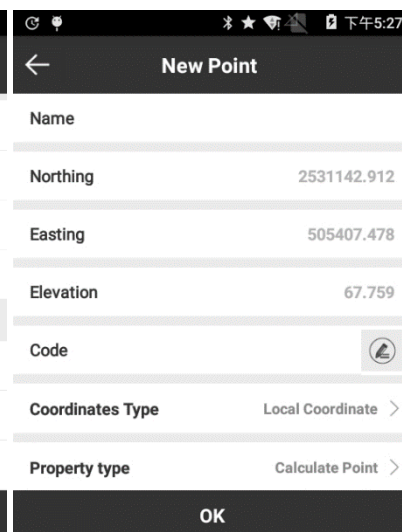 下午5:27
New Point
Name
Northing 2531142.912
Easting 505407.478
Elevation 67.759
Code
Coordinates Type Local Coordinate >
Property type Calculate Point >
OK